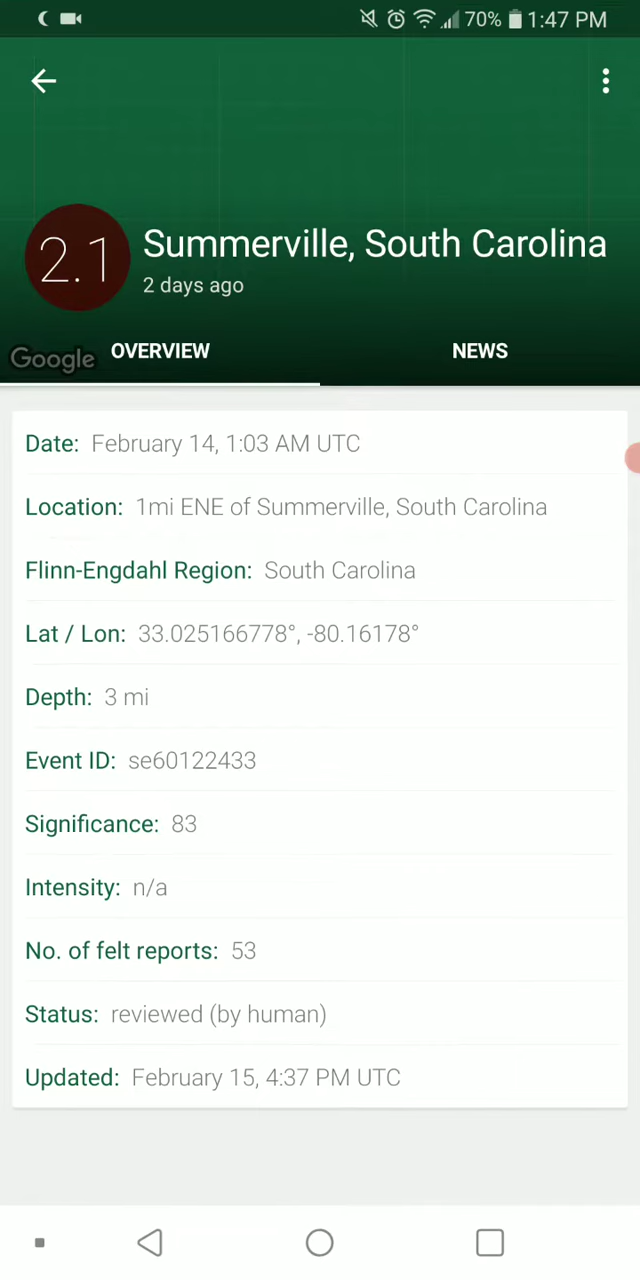 70% 1:47 PM
2.1
Summerville, South Carolina
2 days ago
Google
OVERVIEW
NEWS
Date: February 14, 1:03 AM UTC
Location: 1mi ENE of Summerville, South Carolina
Flinn-Engdahl Region: South Carolina
Lat / Lon: 33.025166778°, -80.16178°
Depth: 3 mi
Event ID: se60122433
Significance: 83
Intensity: n/a
No. of felt reports: 53
Status: reviewed (by human)
Updated: February 15, 4:37 PM UTC